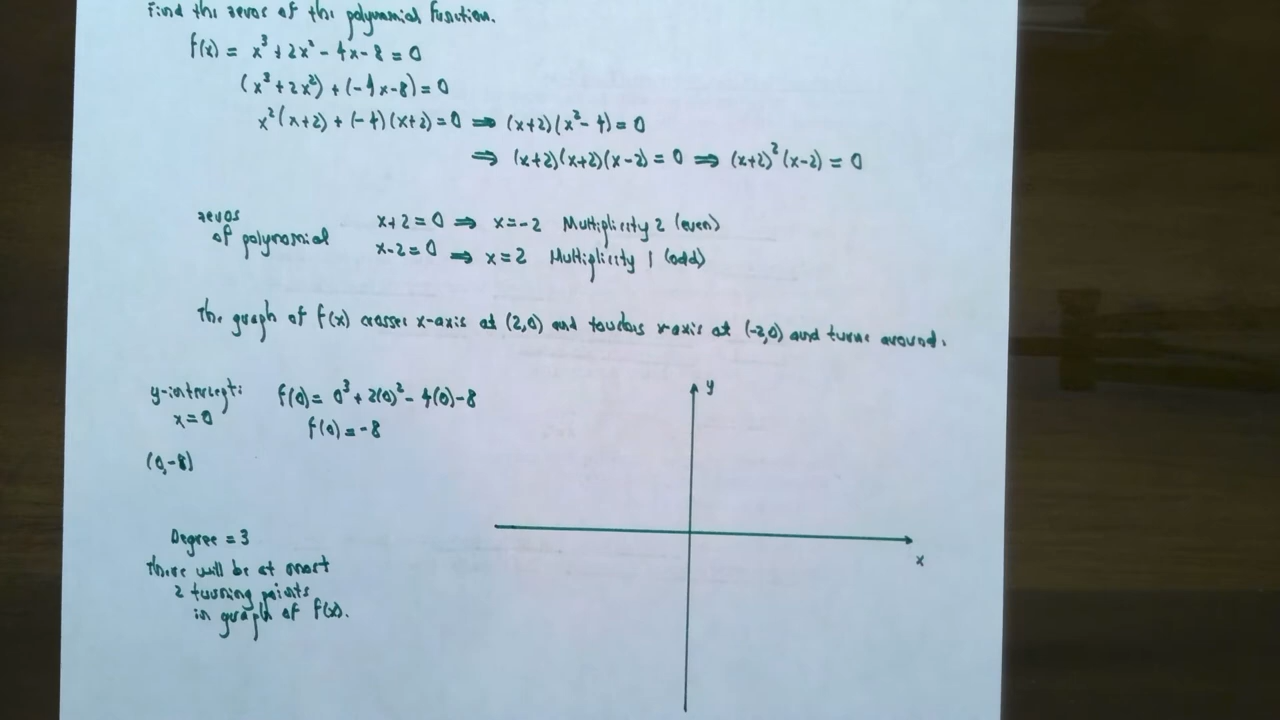 Find the zeros of the polynomial function.
f(x) = x³ + 2x² - 4x - 8 = 0
(x³ + 2x²) + (-4x-8) = 0
x²(x+2) + (-4)(x+2) = 0 ⇒ (x+2)(x²-4) = 0
⇒ (x+2)(x+2)(x-2) = 0 ⇒ (x+2)²(x-2) = 0
zeros of polynomial
x+2=0 ⇒ x=-2 Multiplicity 2 (even)
x-2=0 ⇒ x=2 Multiplicity 1 (odd)
The graph of f(x) crosses x-axis at (2,0) and touches x-axis at (-2,0) and turns around.
y-intercept: f(0) = 0³ + 2(0)² - 4(0) - 8
x=0 f(0) = -8
(0,-8)
y
x
Degree = 3
there will be at most
2 turning points
in graph of f(x).